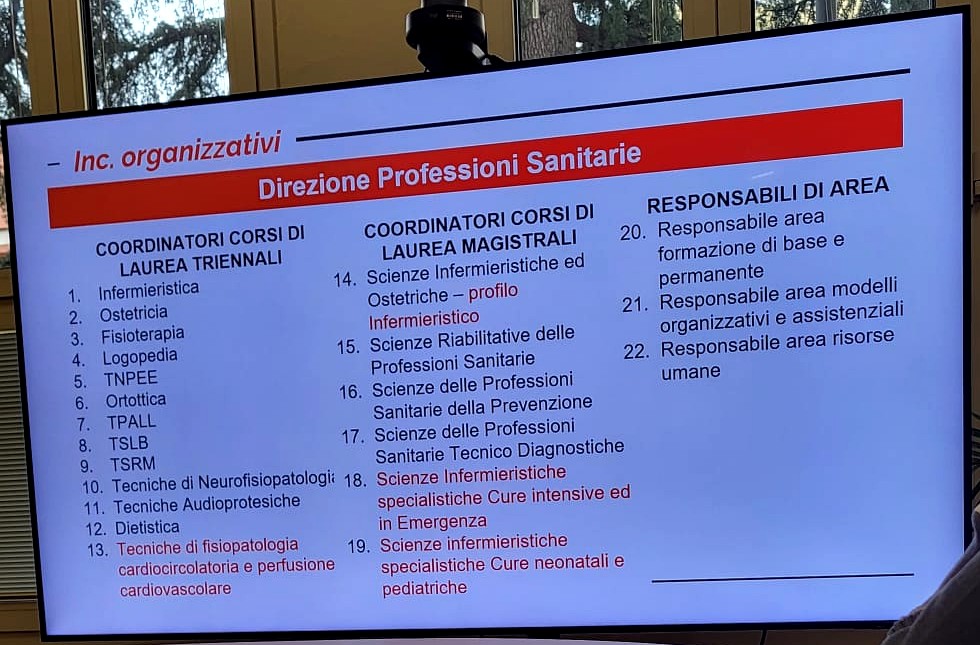 – Inc. organizzativi
Direzione Professioni Sanitarie
COORDINATORI CORSI DI
LAUREA TRIENNALI
1. Infermieristica
2. Ostetricia
3. Fisioterapia
4. Logopedia
5. TNPEE
6. Ortottica
7. TPALL
8. TSLB
9. TSRM
10. Tecniche di Neurofisiopatologia
11. Tecniche Audioprotesiche
12. Dietistica
13. Tecniche di fisiopatologia
cardiocircolatoria e perfusione
cardiovascolare
COORDINATORI CORSI DI
LAUREA MAGISTRALI
14. Scienze Infermieristiche ed
Ostetriche – profilo
Infermieristico
15. Scienze Riabilitative delle
Professioni Sanitarie
16. Scienze delle Professioni
Sanitarie della Prevenzione
17. Scienze delle Professioni
Sanitarie Tecnico Diagnostiche
18. Scienze Infermieristiche
specialistiche Cure intensive ed
in Emergenza
19. Scienze infermieristiche
specialistiche Cure neonatali e
pediatriche
RESPONSABILI DI AREA
20. Responsabile area
formazione di base e
permanente
21. Responsabile area modelli
organizzativi e assistenziali
22. Responsabile area risorse
umane